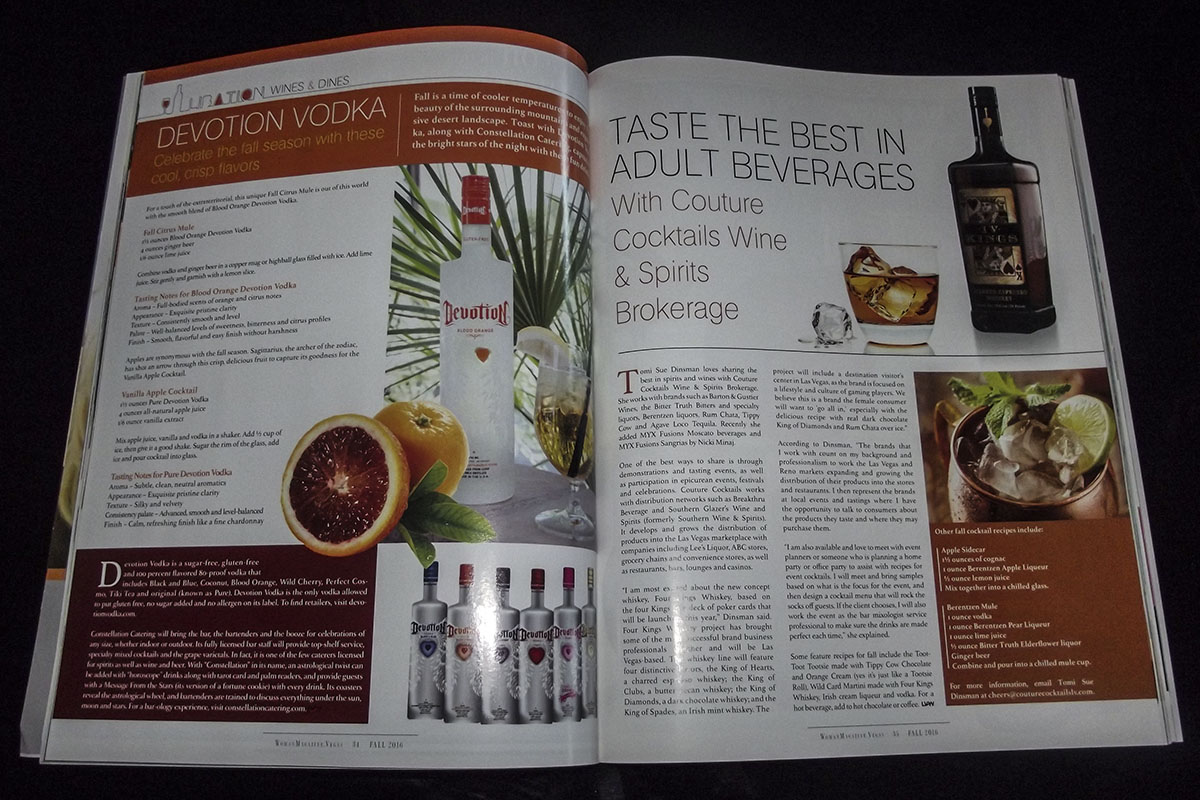 WINES & DINES
DEVOTION VODKA
Celebrate the fall season with these
cool, crisp flavors
Fall is a time of cooler temperatures
beauty of the surrounding mountains and
sive desert landscape. Toast with Devotion
ka, along with Constellation Catering,
the bright stars of the night with these fun
For a touch of the extraterritorial, this unique Fall Citrus Mule is out of this world
with the smooth blend of Blood Orange Devotion Vodka.
Fall Citrus Mule
1½ ounces Blood Orange Devotion Vodka
4 ounces ginger beer
ounce lime juice
Combine vodka and ginger beer in a copper mug or highball glass filled with ice. Add lime
juice. Stir gently and garnish with a lemon slice.
Tasting Notes for Blood Orange Devotion Vodka
Aroma – Full-bodied scents of orange and citrus notes
Appearance – Exquisite pristine clarity
Texture – Consistently smooth and level
Palate – Well-balanced levels of sweetness, bitterness and citrus profiles
Finish – Smooth, flavorful and easy finish without harshness
Apples are synonymous with the fall season. Sagittarius, the archer of the zodiac,
has shot an arrow through this crisp, delicious fruit to capture its goodness for the
Vanilla Apple Cocktail.
Vanilla Apple Cocktail
1½ ounces Pure Devotion Vodka
4 ounces all-natural apple juice
ounce vanilla extract
Mix apple juice, vanilla and vodka in a shaker. Add ½ cup of
ice, then give it a good shake. Sugar the rim of the glass, add
ice and pour cocktail into glass.
Tasting Notes for Pure Devotion Vodka
Aroma – Subtle, clean, neutral aromatics
Appearance – Exquisite pristine clarity
Texture – Silky and velvety
Consistency palate – Advanced, smooth and level-balanced
Finish – Calm, refreshing finish like a fine chardonnay
GLUTEN-FREE
Devotion
BLOOD ORANGE
Devotion Vodka is a sugar-free, gluten-free
and 100 percent flavored 80-proof vodka that
includes Black and Blue, Coconut, Blood Orange, Wild Cherry, Perfect Cos-
mo, Tiki Tea and original (known as Pure). Devotion Vodka is the only vodka allowed
to put gluten free, no sugar added and no allergen on its label. To find retailers, visit devo-
tionvodka.com.
Constellation Catering will bring the bar, the bartenders and the booze for celebrations of
any size, whether indoor or outdoor. Its fully licensed bar staff will provide top-shelf service,
specialty mixed cocktails and the grape varietals. In fact, it is one of the few caterers licensed
for spirits as well as wine and beer. With "Constellation" in its name, an astrological twist can
be added with "horoscope" drinks along with tarot card and palm readers, and provide guests
with a Message From the Stars (its version of a fortune cookie) with every drink. Its coasters
reveal the astrological wheel, and bartenders are trained to discuss everything under the sun,
moon and stars. For a bar-ology experience, visit constellationcatering.com.
Devotion Devotion Devotion Devotion Devotion
WomanMagazine.Vegas 34 FALL 2016
TASTE THE BEST IN
ADULT BEVERAGES
With Couture
Cocktails Wine
& Spirits
Brokerage
IV
KINGS
WHISKEY
Tomi Sue Dinsman loves sharing the
best in spirits and wines with Couture
Cocktails Wine & Spirits Brokerage.
She works with brands such as Barton & Gustier
Wines, the Bitter Truth Bitters and specialty
liquors, Berentzen liquors, Rum Chata, Tippy
Cow and Agave Loco Tequila. Recently she
added MYX Fusions Moscato beverages and
MYX Fusions Sangrias by Nicki Minaj.
One of the best ways to share is through
demonstrations and tasting events, as well
as participation in epicurean events, festivals
and celebrations. Couture Cocktails works
with distribution networks such as Breakthru
Beverage and Southern Glazer's Wine and
Spirits (formerly Southern Wine & Spirits).
It develops and grows the distribution of
products into the Las Vegas marketplace with
companies including Lee's Liquor, ABC stores,
grocery chains and convenience stores, as well
as restaurants, bars, lounges and casinos.
"I am most about the new concept
whiskey, Four Kings Whiskey, based on
the four Kings deck of poker cards that
will be launched this year," Dinsman said.
Four Kings project has brought
some of the most successful brand business
professionals and will be Las
Vegas-based. whiskey line will feature
four distinctive the King of Hearts,
a charred whiskey; the King of
Clubs, a butter whiskey; the King of
Diamonds, a dark chocolate whiskey; and the
King of Spades, an Irish mint whiskey. The
project will include a destination visitor's
center in Las Vegas, as the brand is focused on
a lifestyle and culture of gaming players. We
believe this is a brand the female consumer
will want to 'go all in,' especially with the
delicious recipe with real dark chocolate
King of Diamonds and Rum Chata over ice."
According to Dinsman, "The brands that
I work with count on my background and
professionalism to work the Las Vegas and
Reno markets expanding and growing the
distribution of their products into the stores
and restaurants. I then represent the brands
at local events and tastings where I have
the opportunity to talk to consumers about
the products they taste and where they may
purchase them.
"I am also available and love to meet with event
planners or someone who is planning a home
party or office party to assist with recipes for
event cocktails. I will meet and bring samples
based on what is the focus for the event, and
then design a cocktail menu that will rock the
socks off guests. If the client chooses, I will also
work the event as the bar mixologist service
professional to make sure the drinks are made
perfect each time," she explained.
Some feature recipes for fall include the Toot-
Toot Tootsie made with Tippy Cow Chocolate
and Orange Cream (yes it's just like a Tootsie
Roll), Wild Card Martini made with Four Kings
Whiskey, Irish cream liqueur and vodka. For a
hot beverage, add to hot chocolate or coffee.
Other fall cocktail recipes include:
Apple Sidecar
1½ ounces of cognac
1 ounce Berentzen Apple Liqueur
½ ounce lemon juice
Mix together into a chilled glass.
Berentzen Mule
1 ounce vodka
1 ounce Berentzen Pear Liqueur
1 ounce lime juice
½ ounce Bitter Truth Elderflower liquor
Ginger beer
Combine and pour into a chilled mule cup.
For more information, email Tomi Sue
Dinsman at cheers@couturecocktailslv.com.
WomanMagazine.Vegas 35 FALL 2016